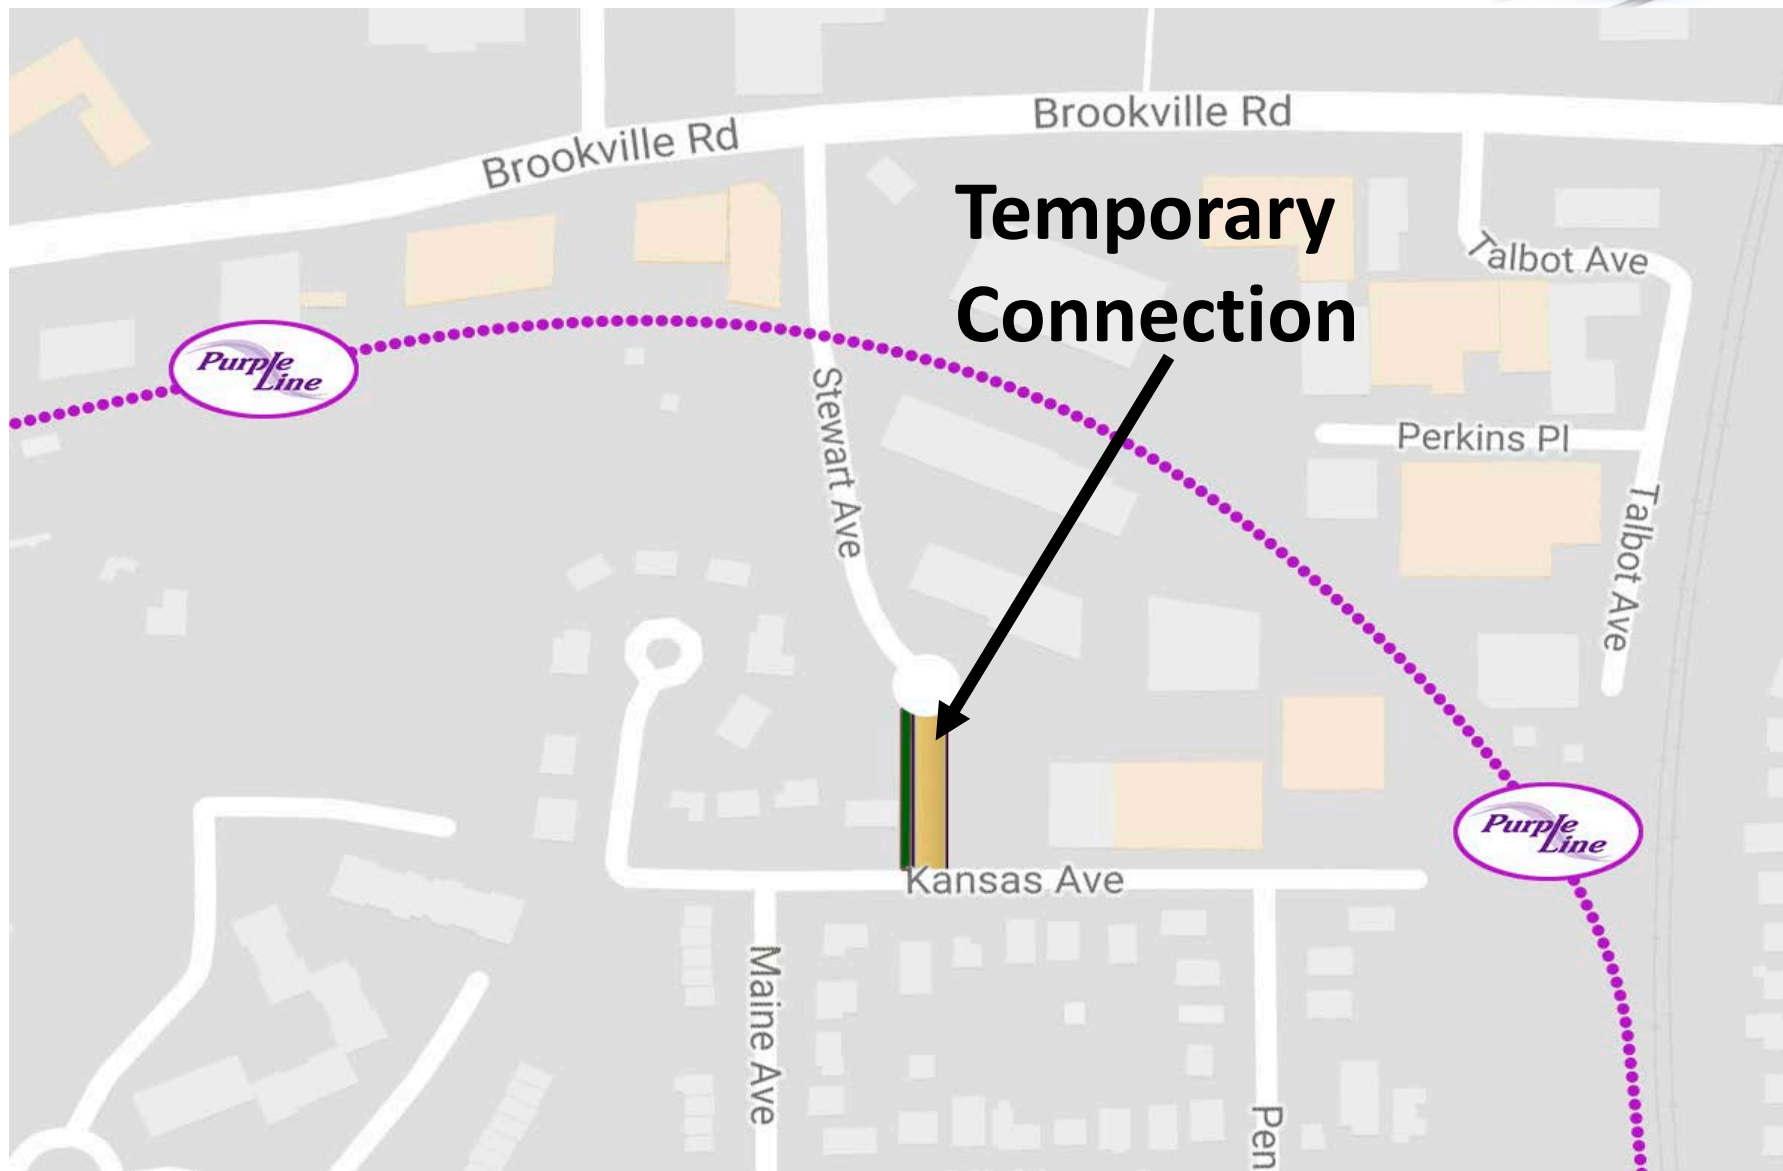 Brookville Rd
Brookville Rd
Temporary
Connection
Talbot Ave
Purple
Line
Stewart Ave
Perkins Pl
Talbot Ave
Purple
Line
Kansas Ave
Maine Ave
Pen